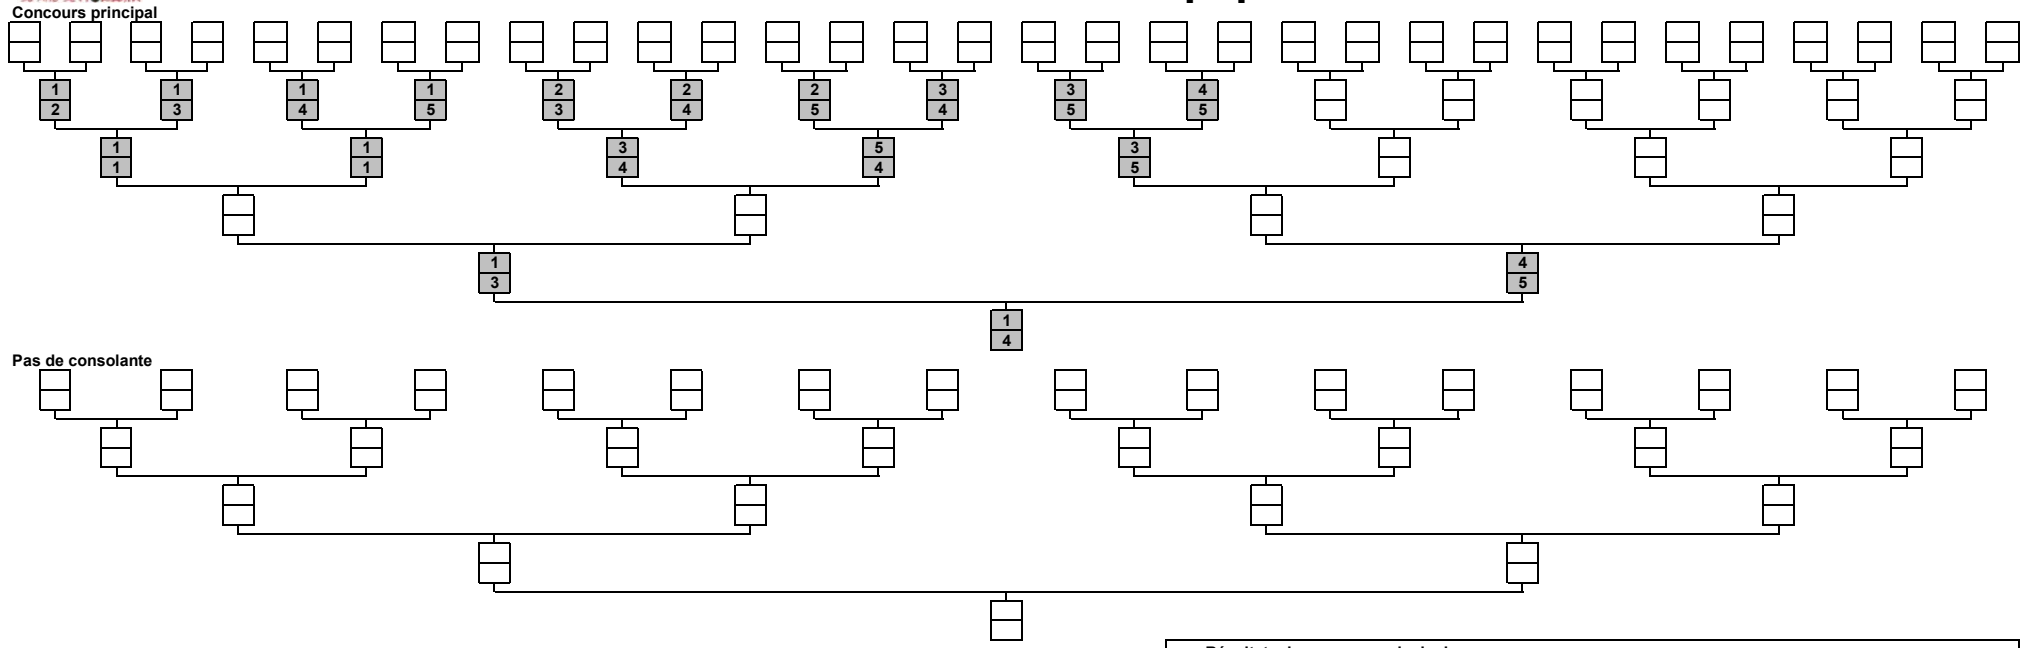 Concours principal
1 1 1 1 2 2 2 3 3 4
2 3 4 5 3 4 5 4 5 5
1 1 3 5 3
1 1 4 4 5
1 4
3 5
1
4
Pas de consolante